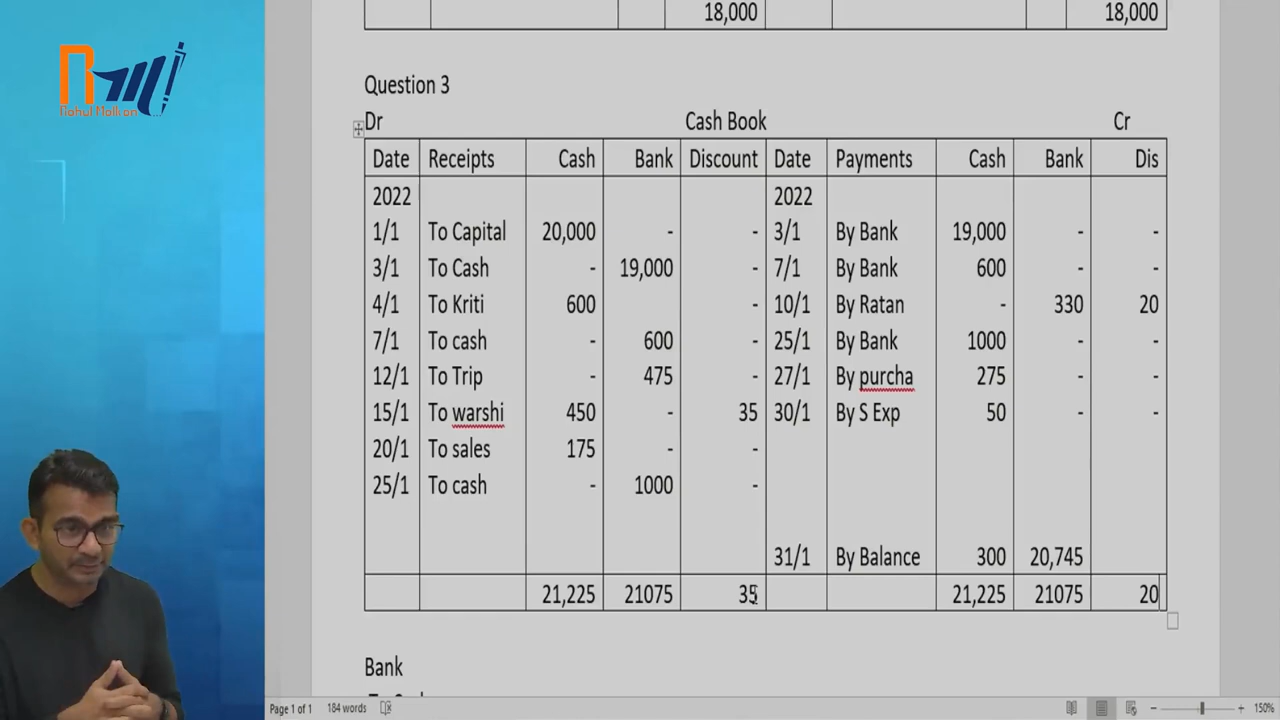 Rahul Malkan
18,000 18,000
Question 3
Dr Cash Book Cr
Date Receipts Cash Bank Discount Date Payments Cash Bank Dis
2022 2022
1/1 To Capital 20,000 - - 3/1 By Bank 19,000 - -
3/1 To Cash - 19,000 - 7/1 By Bank 600 - -
4/1 To Kriti 600 - 10/1 By Ratan - 330 20
7/1 To cash - 600 - 25/1 By Bank 1000 - -
12/1 To Trip - 475 - 27/1 By purcha 275 - -
15/1 To warshi 450 - 35 30/1 By S Exp 50 - -
20/1 To sales 175 - -
25/1 To cash - 1000 -
31/1 By Balance 300 20,745
21,225 21075 35 21,225 21075 20
Bank
Page 1 of 1 184 words 150%